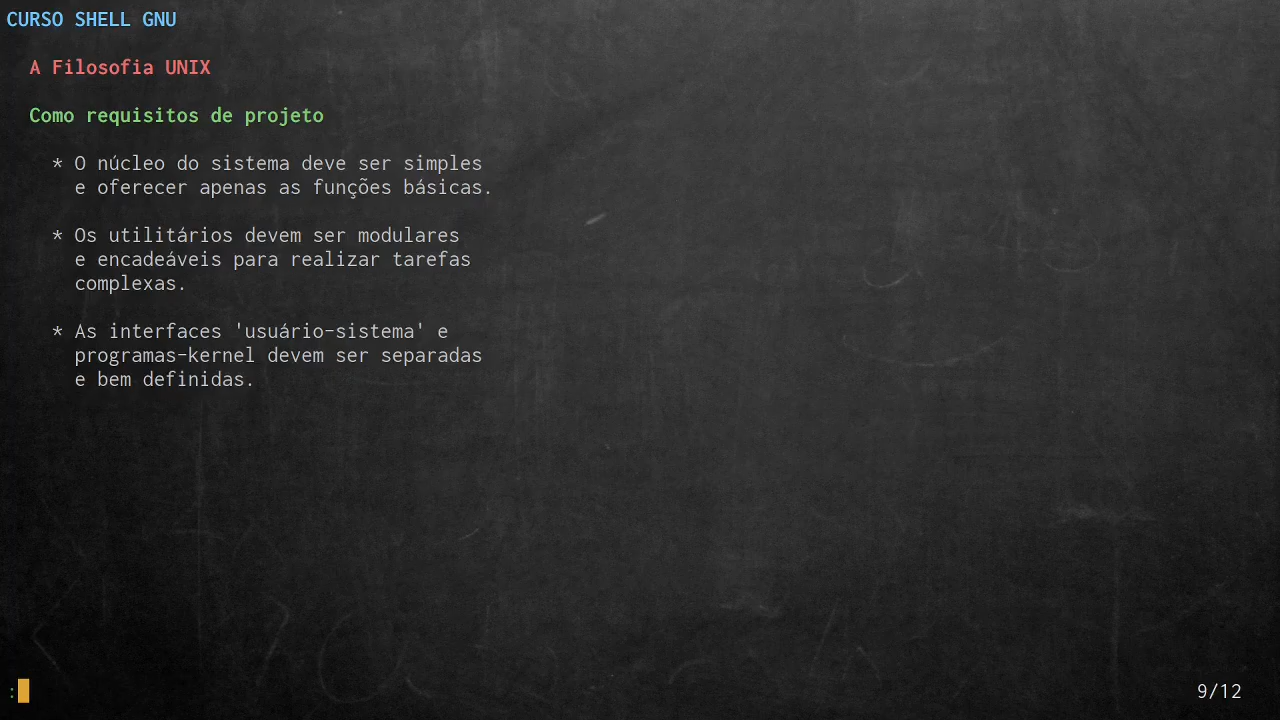 CURSO SHELL GNU
A Filosofia UNIX
Como requisitos de projeto
* O núcleo do sistema deve ser simples
e oferecer apenas as funções básicas.
* Os utilitários devem ser modulares
e encadeáveis para realizar tarefas
complexas.
* As interfaces 'usuário-sistema' e
programas-kernel devem ser separadas
e bem definidas.
:
9/12